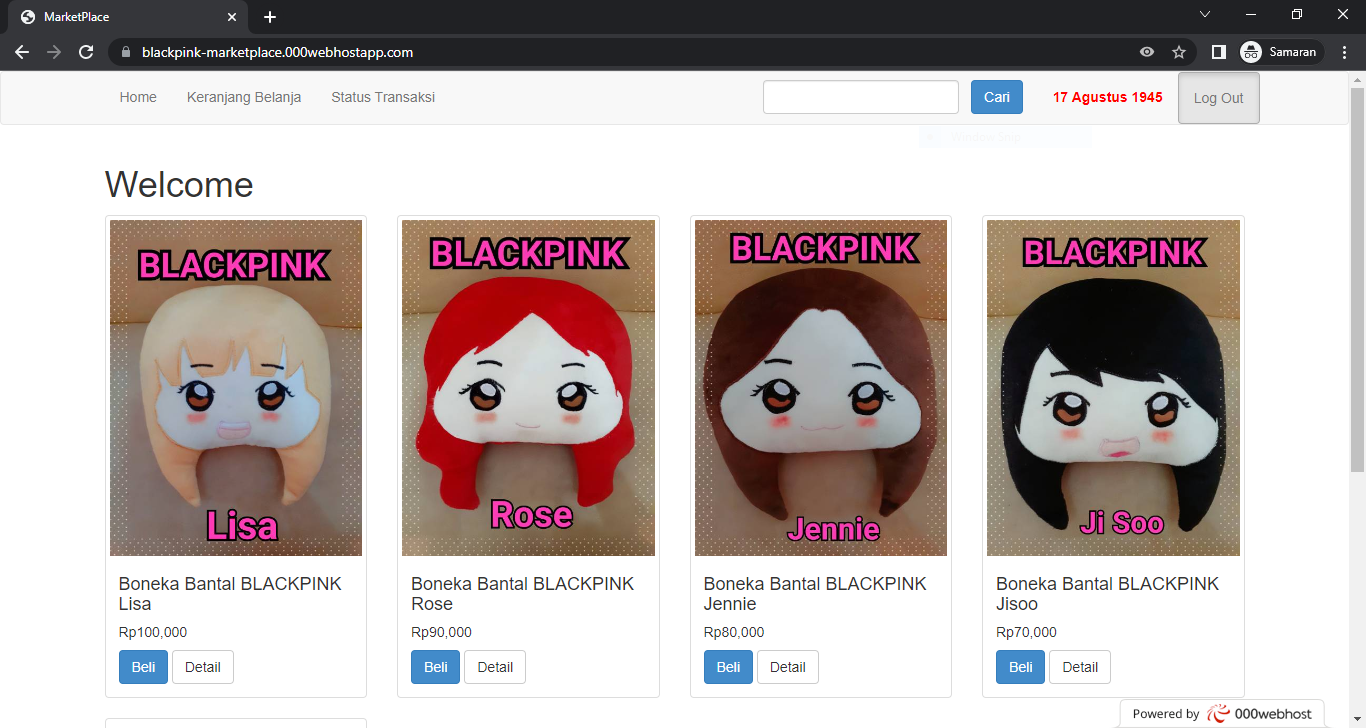 MarketPlace
blackpink-marketplace.000webhostapp.com
Samaran
Home Keranjang Belanja Status Transaksi Cari 17 Agustus 1945 Log Out
Welcome
BLACKPINK
Lisa
BLACKPINK
Rose
BLACKPINK
Jennie
BLACKPINK
Ji Soo
Boneka Bantal BLACKPINK
Lisa
Rp100,000
Beli Detail
Boneka Bantal BLACKPINK
Rose
Rp90,000
Beli Detail
Boneka Bantal BLACKPINK
Jennie
Rp80,000
Beli Detail
Boneka Bantal BLACKPINK
Jisoo
Rp70,000
Beli Detail
Powered by 000webhost